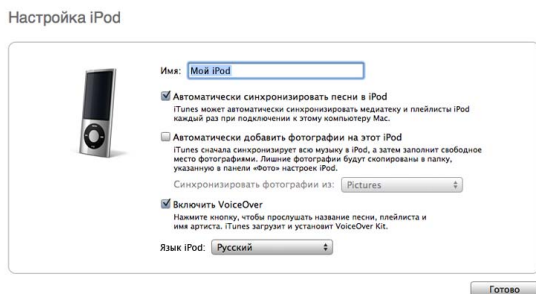 Настройка iPod
Имя: Мой iPod
Автоматически синхронизировать песни в iPod
iTunes может автоматически синхронизировать медиатеку и плейлисты iPod
каждый раз при подключении к этому компьютеру Mac.
Автоматически добавить фотографии на этот iPod
iTunes сначала синхронизирует всю музыку в iPod, а затем заполнит свободное
место фотографиями. Лишние фотографии будут скопированы в папку,
указанную в панели «Фото» настроек iPod.
Синхронизировать фотографии из: Pictures
Включить VoiceOver
Нажмите кнопку, чтобы прослушать название песни, плейлиста и
имя артиста. iTunes загрузит и установит VoiceOver Kit.
Язык iPod: Русский
Готово